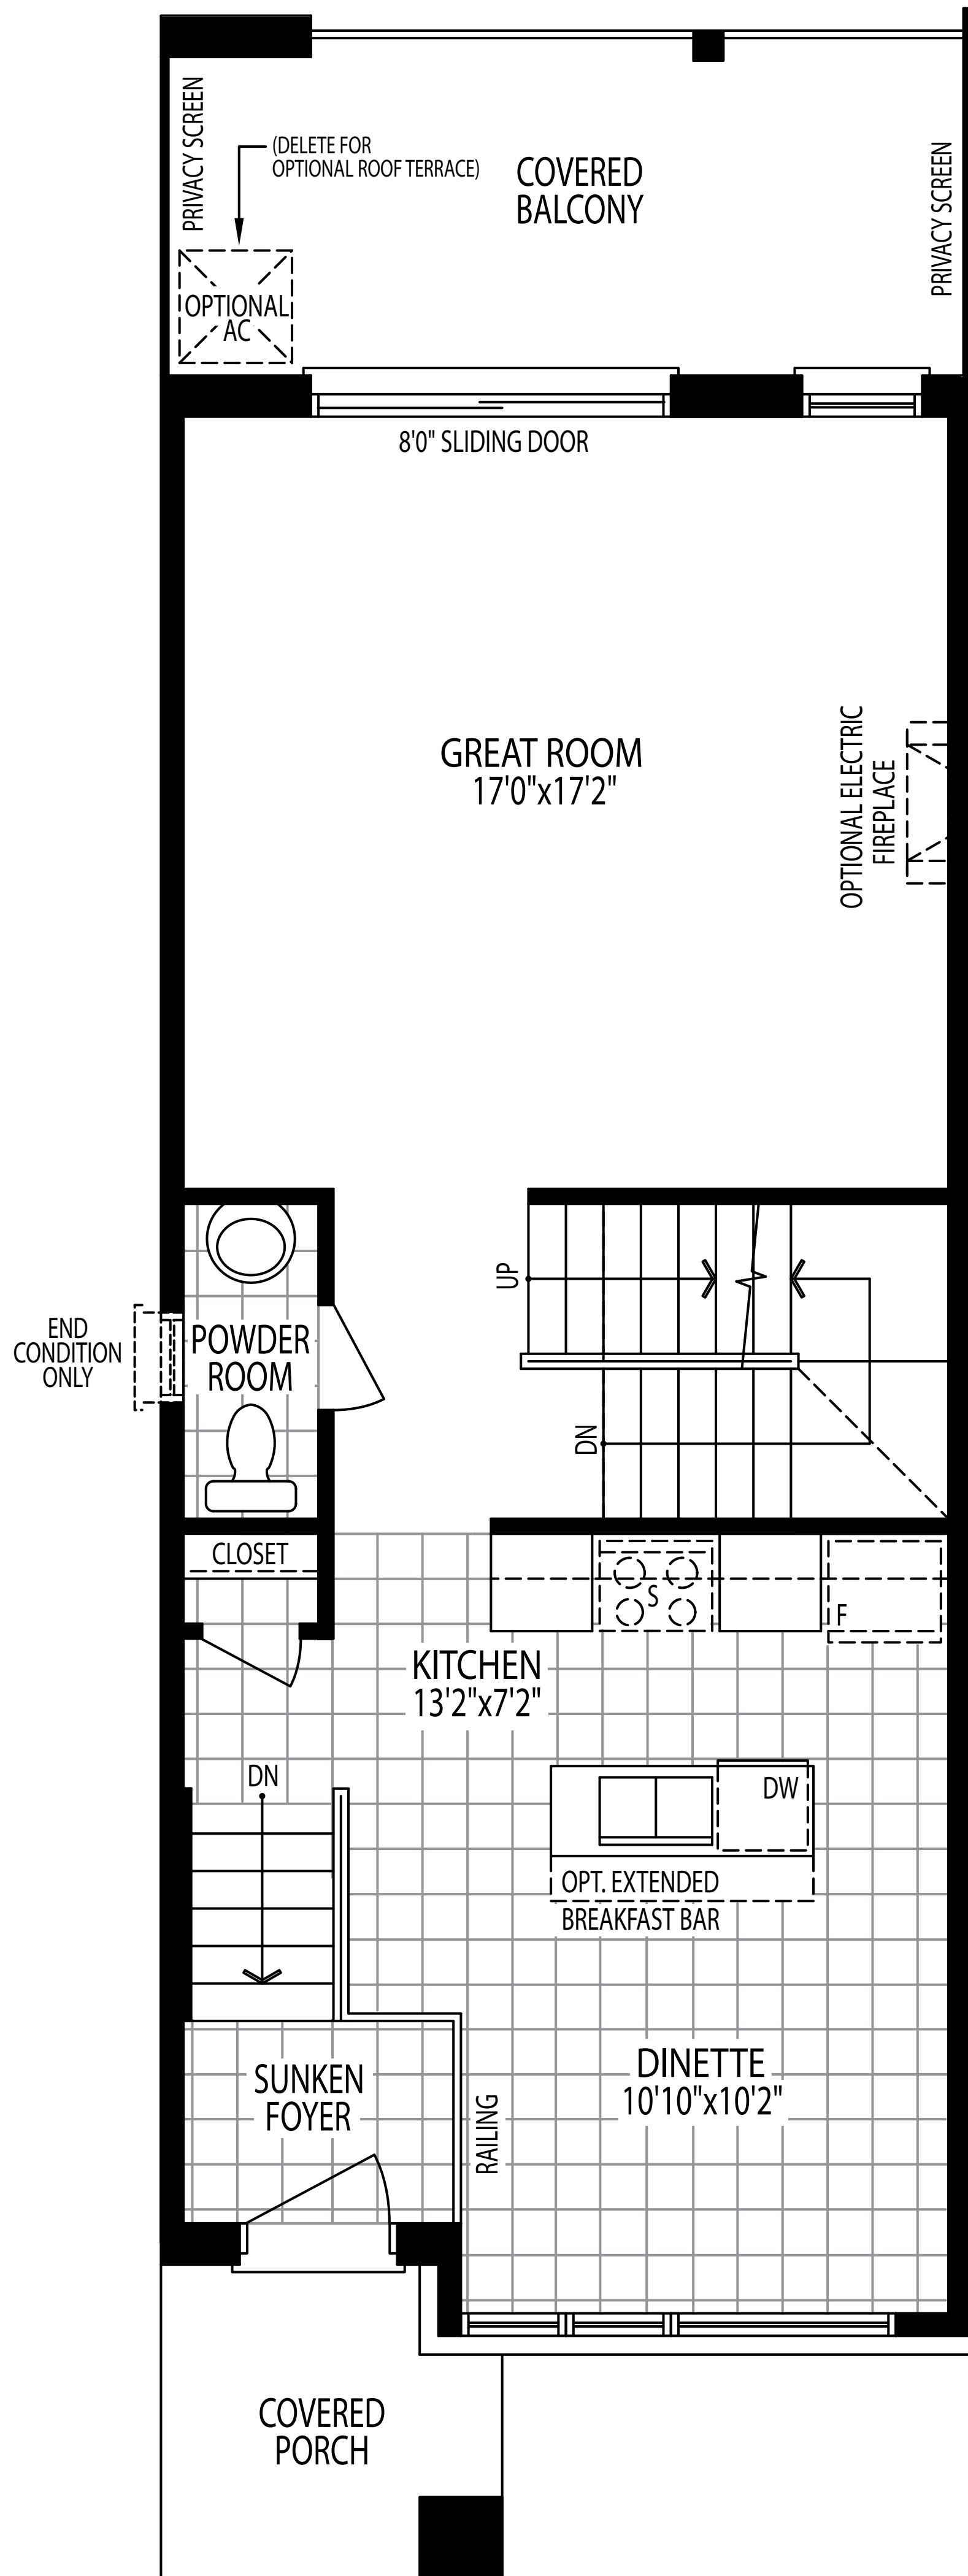 PRIVACY SCREEN
(DELETE FOR
OPTIONAL ROOF TERRACE)
COVERED
BALCONY
PRIVACY SCREEN
OPTIONAL
AC
8'0" SLIDING DOOR
GREAT ROOM
17'0"x17'2"
OPTIONAL ELECTRIC
FIREPLACE
UP
END
CONDITION
ONLY
POWDER
ROOM
DN
CLOSET
S
F
KITCHEN
13'2"x7'2"
DN
DW
OPT. EXTENDED
BREAKFAST BAR
SUNKEN
FOYER
RAILING
DINETTE
10'10"x10'2"
COVERED
PORCH